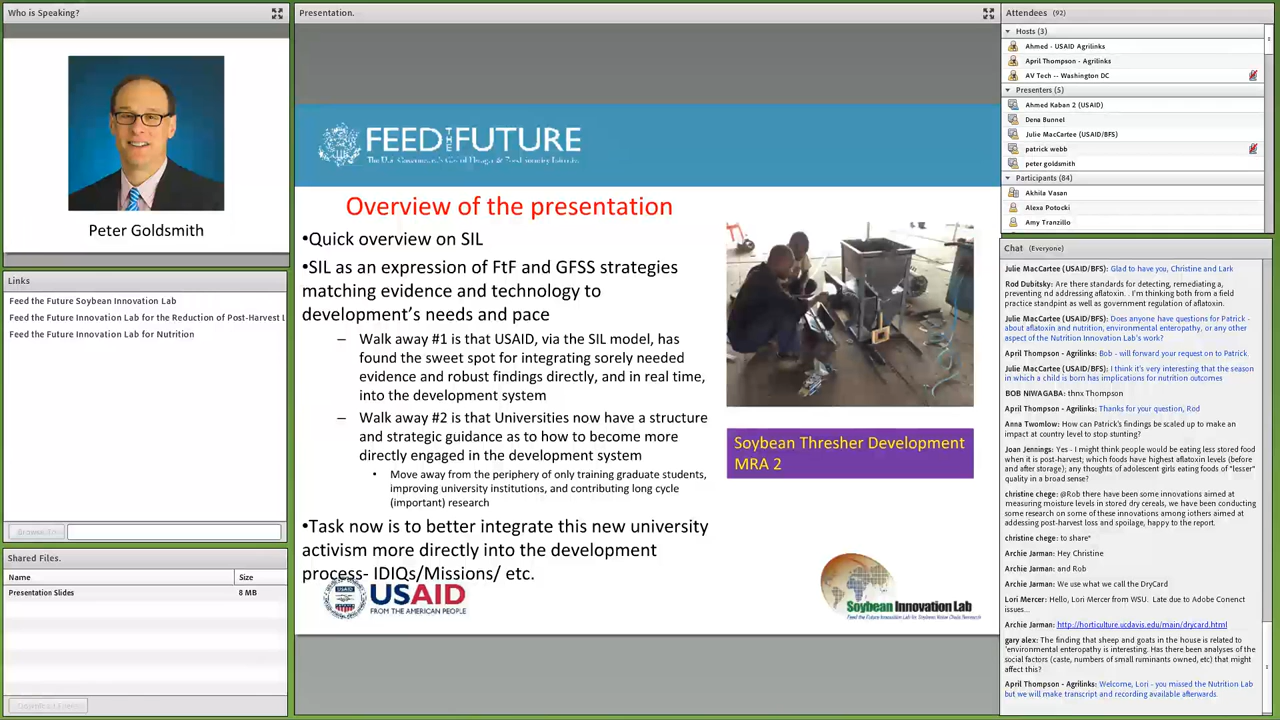 Who is Speaking?
Peter Goldsmith
Links
Feed the Future Soybean Innovation Lab
Feed the Future Innovation Lab for the Reduction of Post-Harvest L
Feed the Future Innovation Lab for Nutrition
Browse To
Shared Files.
Name Size
Presentation Slides 8 MB
Presentation.
FEED THE FUTURE
The U.S. Government's Global Hunger & Food Security Initiative
Overview of the presentation
•Quick overview on SIL
•SIL as an expression of FtF and GFSS strategies
matching evidence and technology to
development's needs and pace
– Walk away #1 is that USAID, via the SIL model, has
found the sweet spot for integrating sorely needed
evidence and robust findings directly, and in real time,
into the development system
– Walk away #2 is that Universities now have a structure
and strategic guidance as to how to become more
directly engaged in the development system
• Move away from the periphery of only training graduate students,
improving university institutions, and contributing long cycle
(important) research
•Task now is to better integrate this new university
activism more directly into the development
process- IDIQs/Missions/ etc.
Soybean Thresher Development
MRA 2
USAID
USAID
FROM THE AMERICAN PEOPLE
Soybean Innovation Lab
Feed the Future Innovation Lab for Soybean Value Chain Research
Attendees (92)
Hosts (3)
Ahmed - USAID Agrilinks
April Thompson - Agrilinks
AV Tech -- Washington DC
Presenters (5)
Ahmed Kaban 2 (USAID)
Dena Bunnel
Julie MacCartee (USAID/BFS)
patrick webb
peter goldsmith
Participants (84)
Akhila Vasan
Alexa Potocki
Amy Tranzillo
Chat (Everyone)
Julie MacCartee (USAID/BFS): Glad to have you, Christine and Lark
Rod Dubitsky: Are there standards for detecting, remediating a,
preventing nd addressing aflatoxin. . I'm thinking both from a field
practice standpiit as well as government regulation of aflatoxin.
Julie MacCartee (USAID/BFS): Does anyone have questions for Patrick -
about aflatoxin and nutrition, environmental enteropathy, or any other
aspect of the Nutrition Innovation Lab's work?
April Thompson - Agrilinks: Bob - will forward your request on to Patrick.
Julie MacCartee (USAID/BFS): I think it's very interesting that the season
in which a child is born has implications for nutrition outcomes
BOB NIWAGABA: thnx Thompson
April Thompson - Agrilinks: Thanks for your question, Rod
Anna Twomlow: How can Patrick's findings be scaled up to make an
impact at country level to stop stunting?
Joan Jennings: Yes - I might think people would be eating less stored food
when it is post-harvest; which foods have highest aflatoxin levels (before
and after storage); any thoughts of adolescent girls eating foods of "lesser"
quality in a broad sense?
christine chege: @Rob there have been some innovations aimed at
measuring moisture levels in stored dry cereals, we have been conducting
some research on some of these innovations among others aimed at
addressing post-harvest loss and spoilage, happy to the report.
christine chege: to share*
Archie Jarman: Hey Christine
Archie Jarman: and Rob
Archie Jarman: We use what we call the DryCard
Lori Mercer: Hello, Lori Mercer from WSU. Late due to Adobe Conenct
issues...
Archie Jarman: http://horticulture.ucdavis.edu/main/drycard.html
gary alex: The finding that sheep and goats in the house is related to
'environmental enteropathy is interesting. Has there been analyses of the
social factors (caste, numbers of small ruminants owned, etc) that might
affect this?
April Thompson - Agrilinks: Welcome, Lori - you missed the Nutrition Lab
but we will make transcript and recording available afterwards.